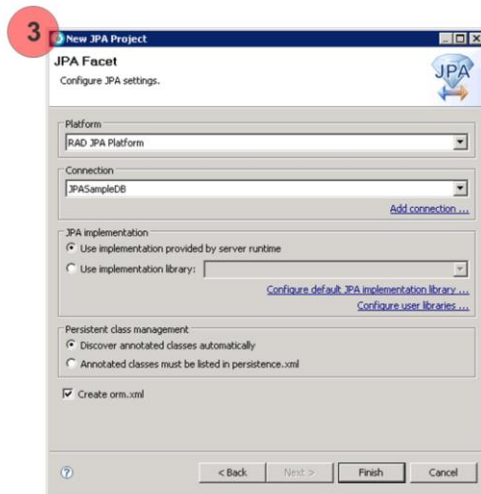 3
New JPA Project
JPA Facet
Configure JPA settings.
JPA
Platform
RAD JPA Platform
Connection
JPASampleDB
Add connection ...
JPA implementation
Use implementation provided by server runtime
Use implementation library:
Configure default JPA implementation library ...
Configure user libraries ...
Persistent class management
Discover annotated classes automatically
Annotated classes must be listed in persistence.xml
Create orm.xml
? < Back Next > Finish Cancel